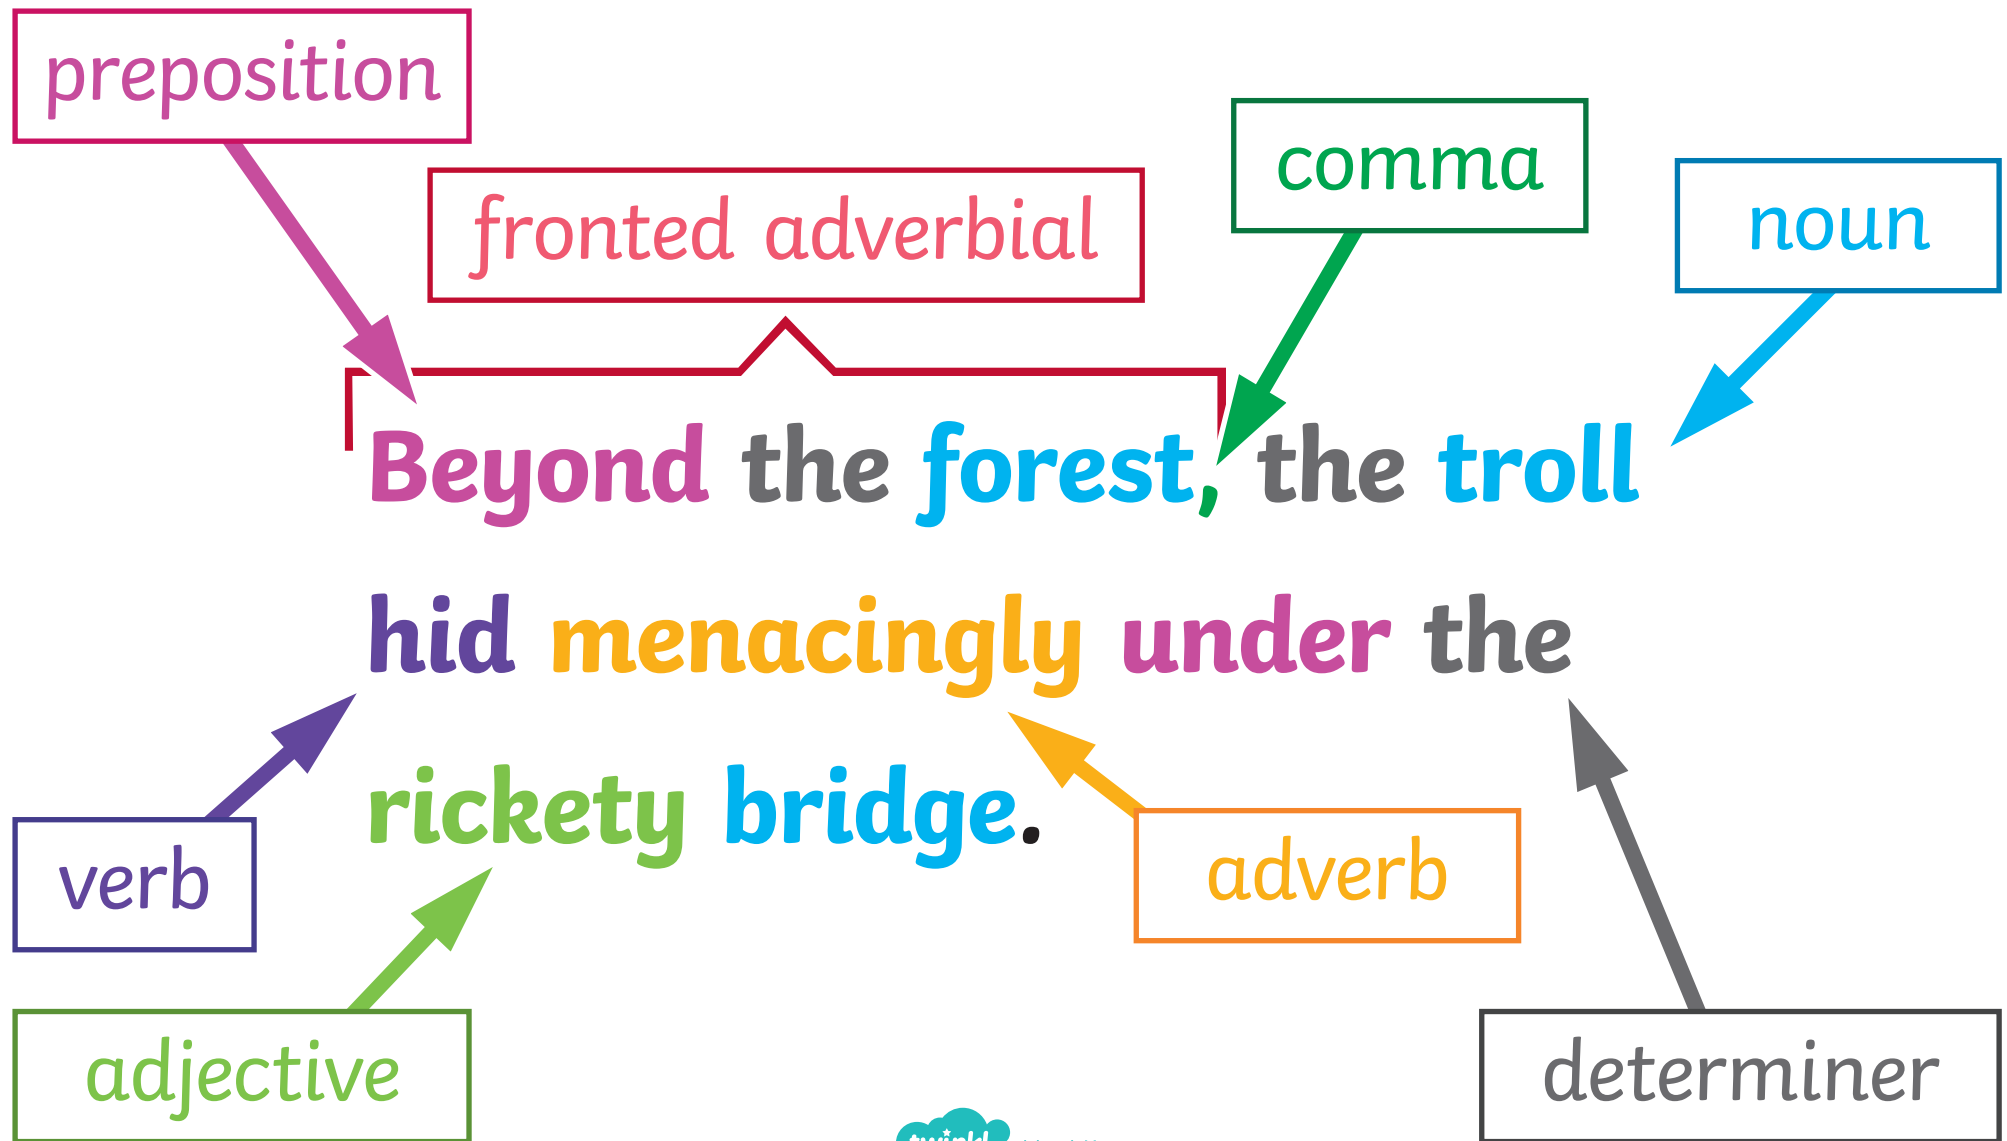 preposition
fronted adverbial
comma
noun
Beyond the forest, the troll
hid menacingly under the
rickety bridge.
verb
adverb
adjective
determiner